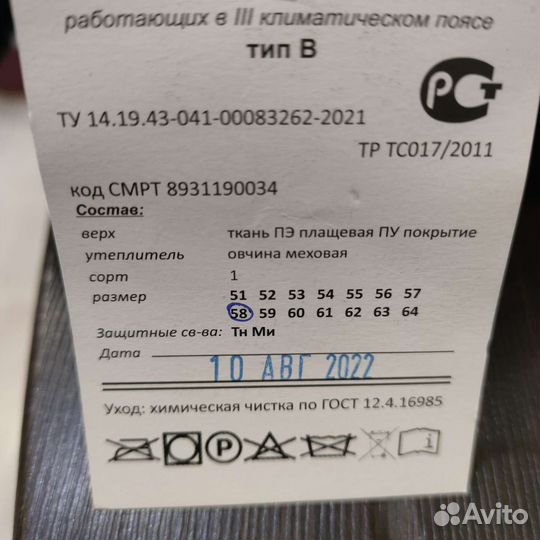 работающих в III климатическом поясе
тип В
РСТ
ТУ 14.19.43-041-00083262-2021
ТР ТС017/2011
код СМРТ 8931190034
Состав:
верх ткань ПЭ плащевая ПУ покрытие
утеплитель овчина меховая
сорт 1
размер 51 52 53 54 55 56 57
58 59 60 61 62 63 64
Защитные св-ва: Тн Ми
Дата 10 АВГ 2022
Уход: химическая чистка по ГОСТ 12.4.16985
P
i
Avito